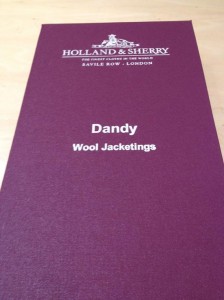 HOLLAND & SHERRY
THE FINEST CLOTHS IN THE WORLD
SAVILE ROW · LONDON
Dandy
Wool Jacketings